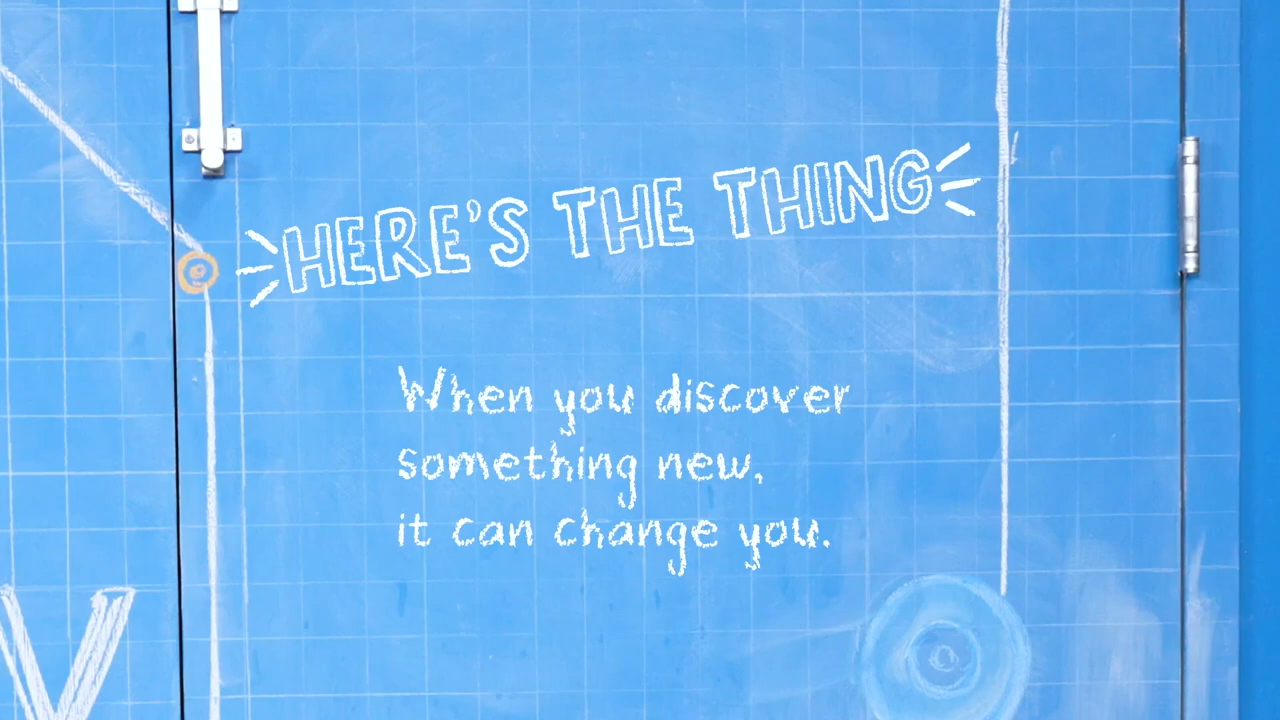 HERE'S THE THING
When you discover
something new,
it can change you.